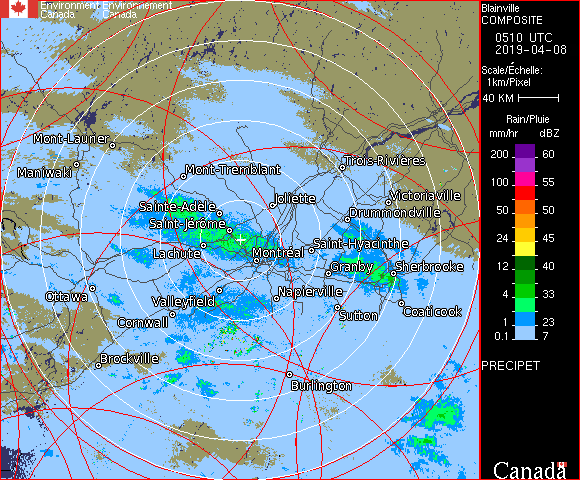 Environment Environnement
Canada Canada
Blainville
COMPOSITE
0510 UTC
2019-04-08
Scale/Échelle:
1km/Pixel
40 KM
Rain/Pluie
mm/hr dBZ
200 60
100 55
50 50
24 45
12 40
4 33
1 23
0.1 7
PRECIPET
Canada
Mont-Laurier
Maniwaki
Mont-Tremblant
Trois-Rivières
Sainte-Adele
Joliette
Victoriaville
Drummondville
Saint-Jérôme
Lachute
Montréal
Saint-Hyacinthe
Granby
Sherbrooke
Ottawa
Valleyfield
Napierville
Cornwall
Sutton
Coaticook
Brockville
Burlington